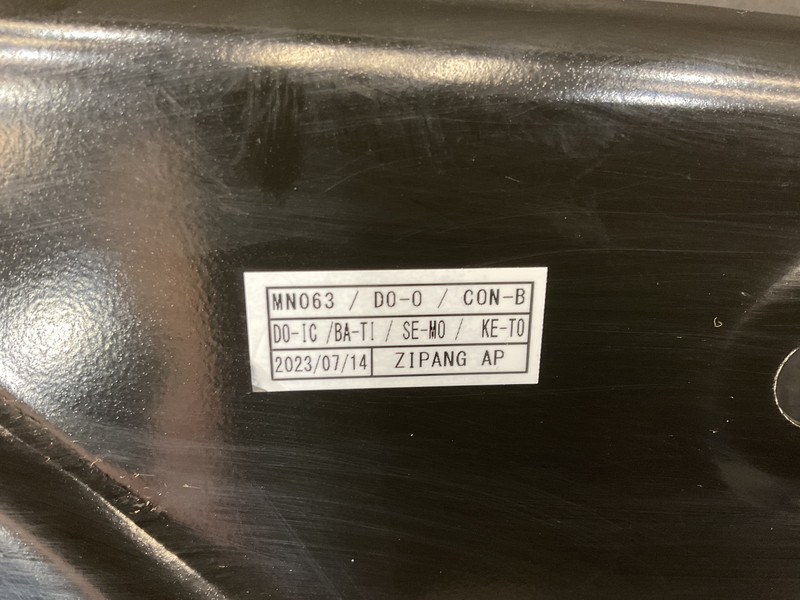 MN063 / DO-O / CON-B
DO-IC /BA-TI / SE-MO / KE-TO
2023/07/14 ZIPANG AP